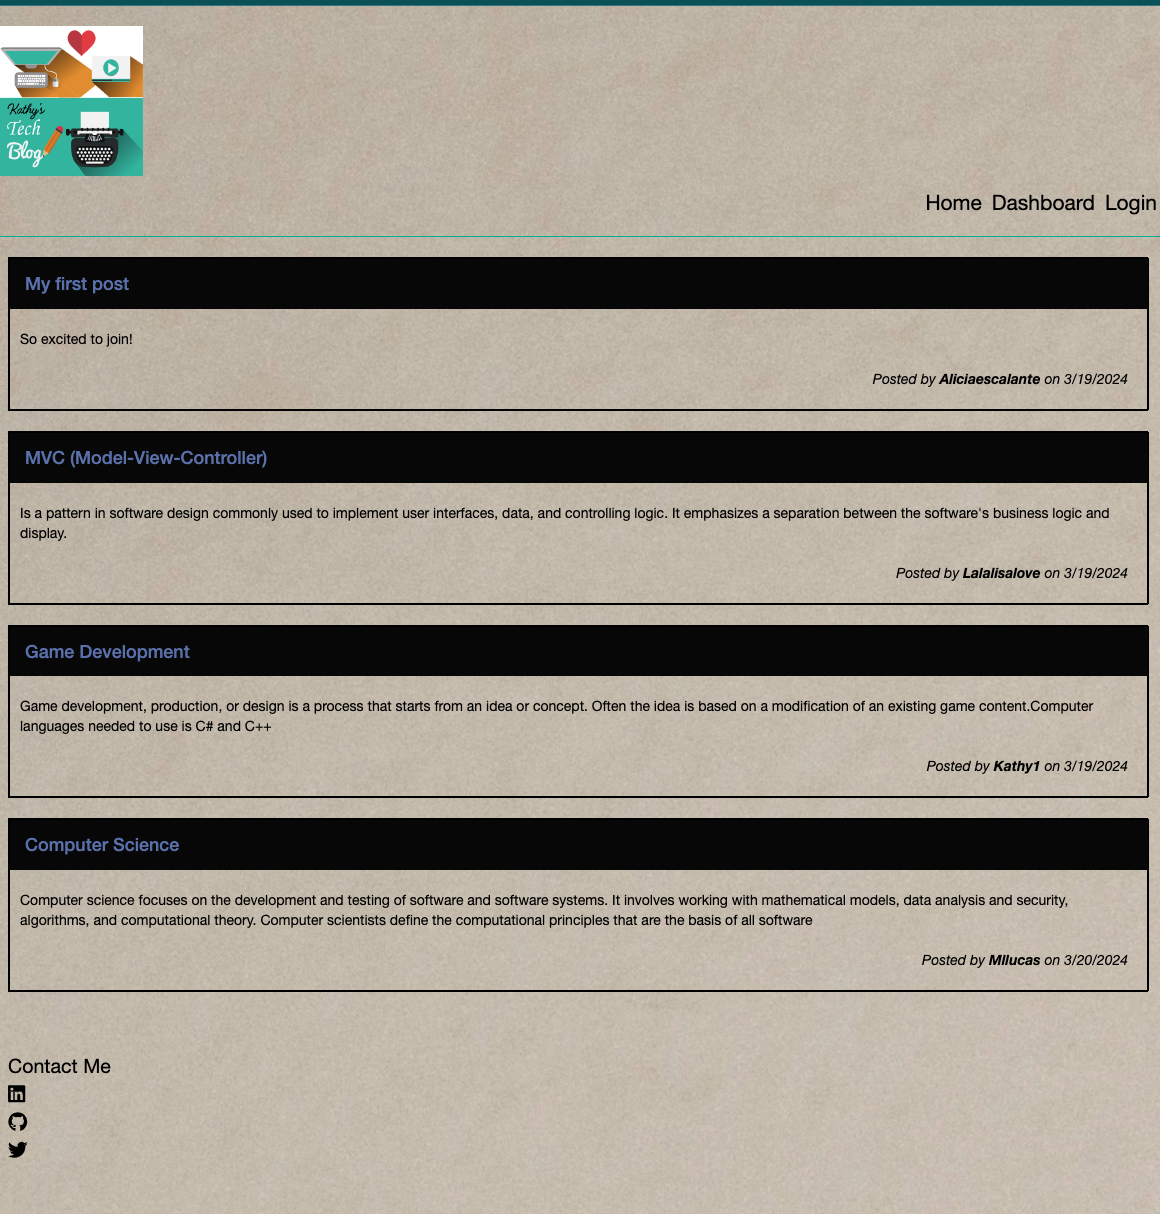 Kathy's
Tech
Blog
Home Dashboard Login
My first post
So excited to join!
Posted by Aliciaescalante on 3/19/2024
MVC (Model-View-Controller)
Is a pattern in software design commonly used to implement user interfaces, data, and controlling logic. It emphasizes a separation between the software's business logic and
display.
Posted by Lalalisalove on 3/19/2024
Game Development
Game development, production, or design is a process that starts from an idea or concept. Often the idea is based on a modification of an existing game content.Computer
languages needed to use is C# and C++
Posted by Kathy1 on 3/19/2024
Computer Science
Computer science focuses on the development and testing of software and software systems. It involves working with mathematical models, data analysis and security,
algorithms, and computational theory. Computer scientists define the computational principles that are the basis of all software
Posted by Mllucas on 3/20/2024
Contact Me